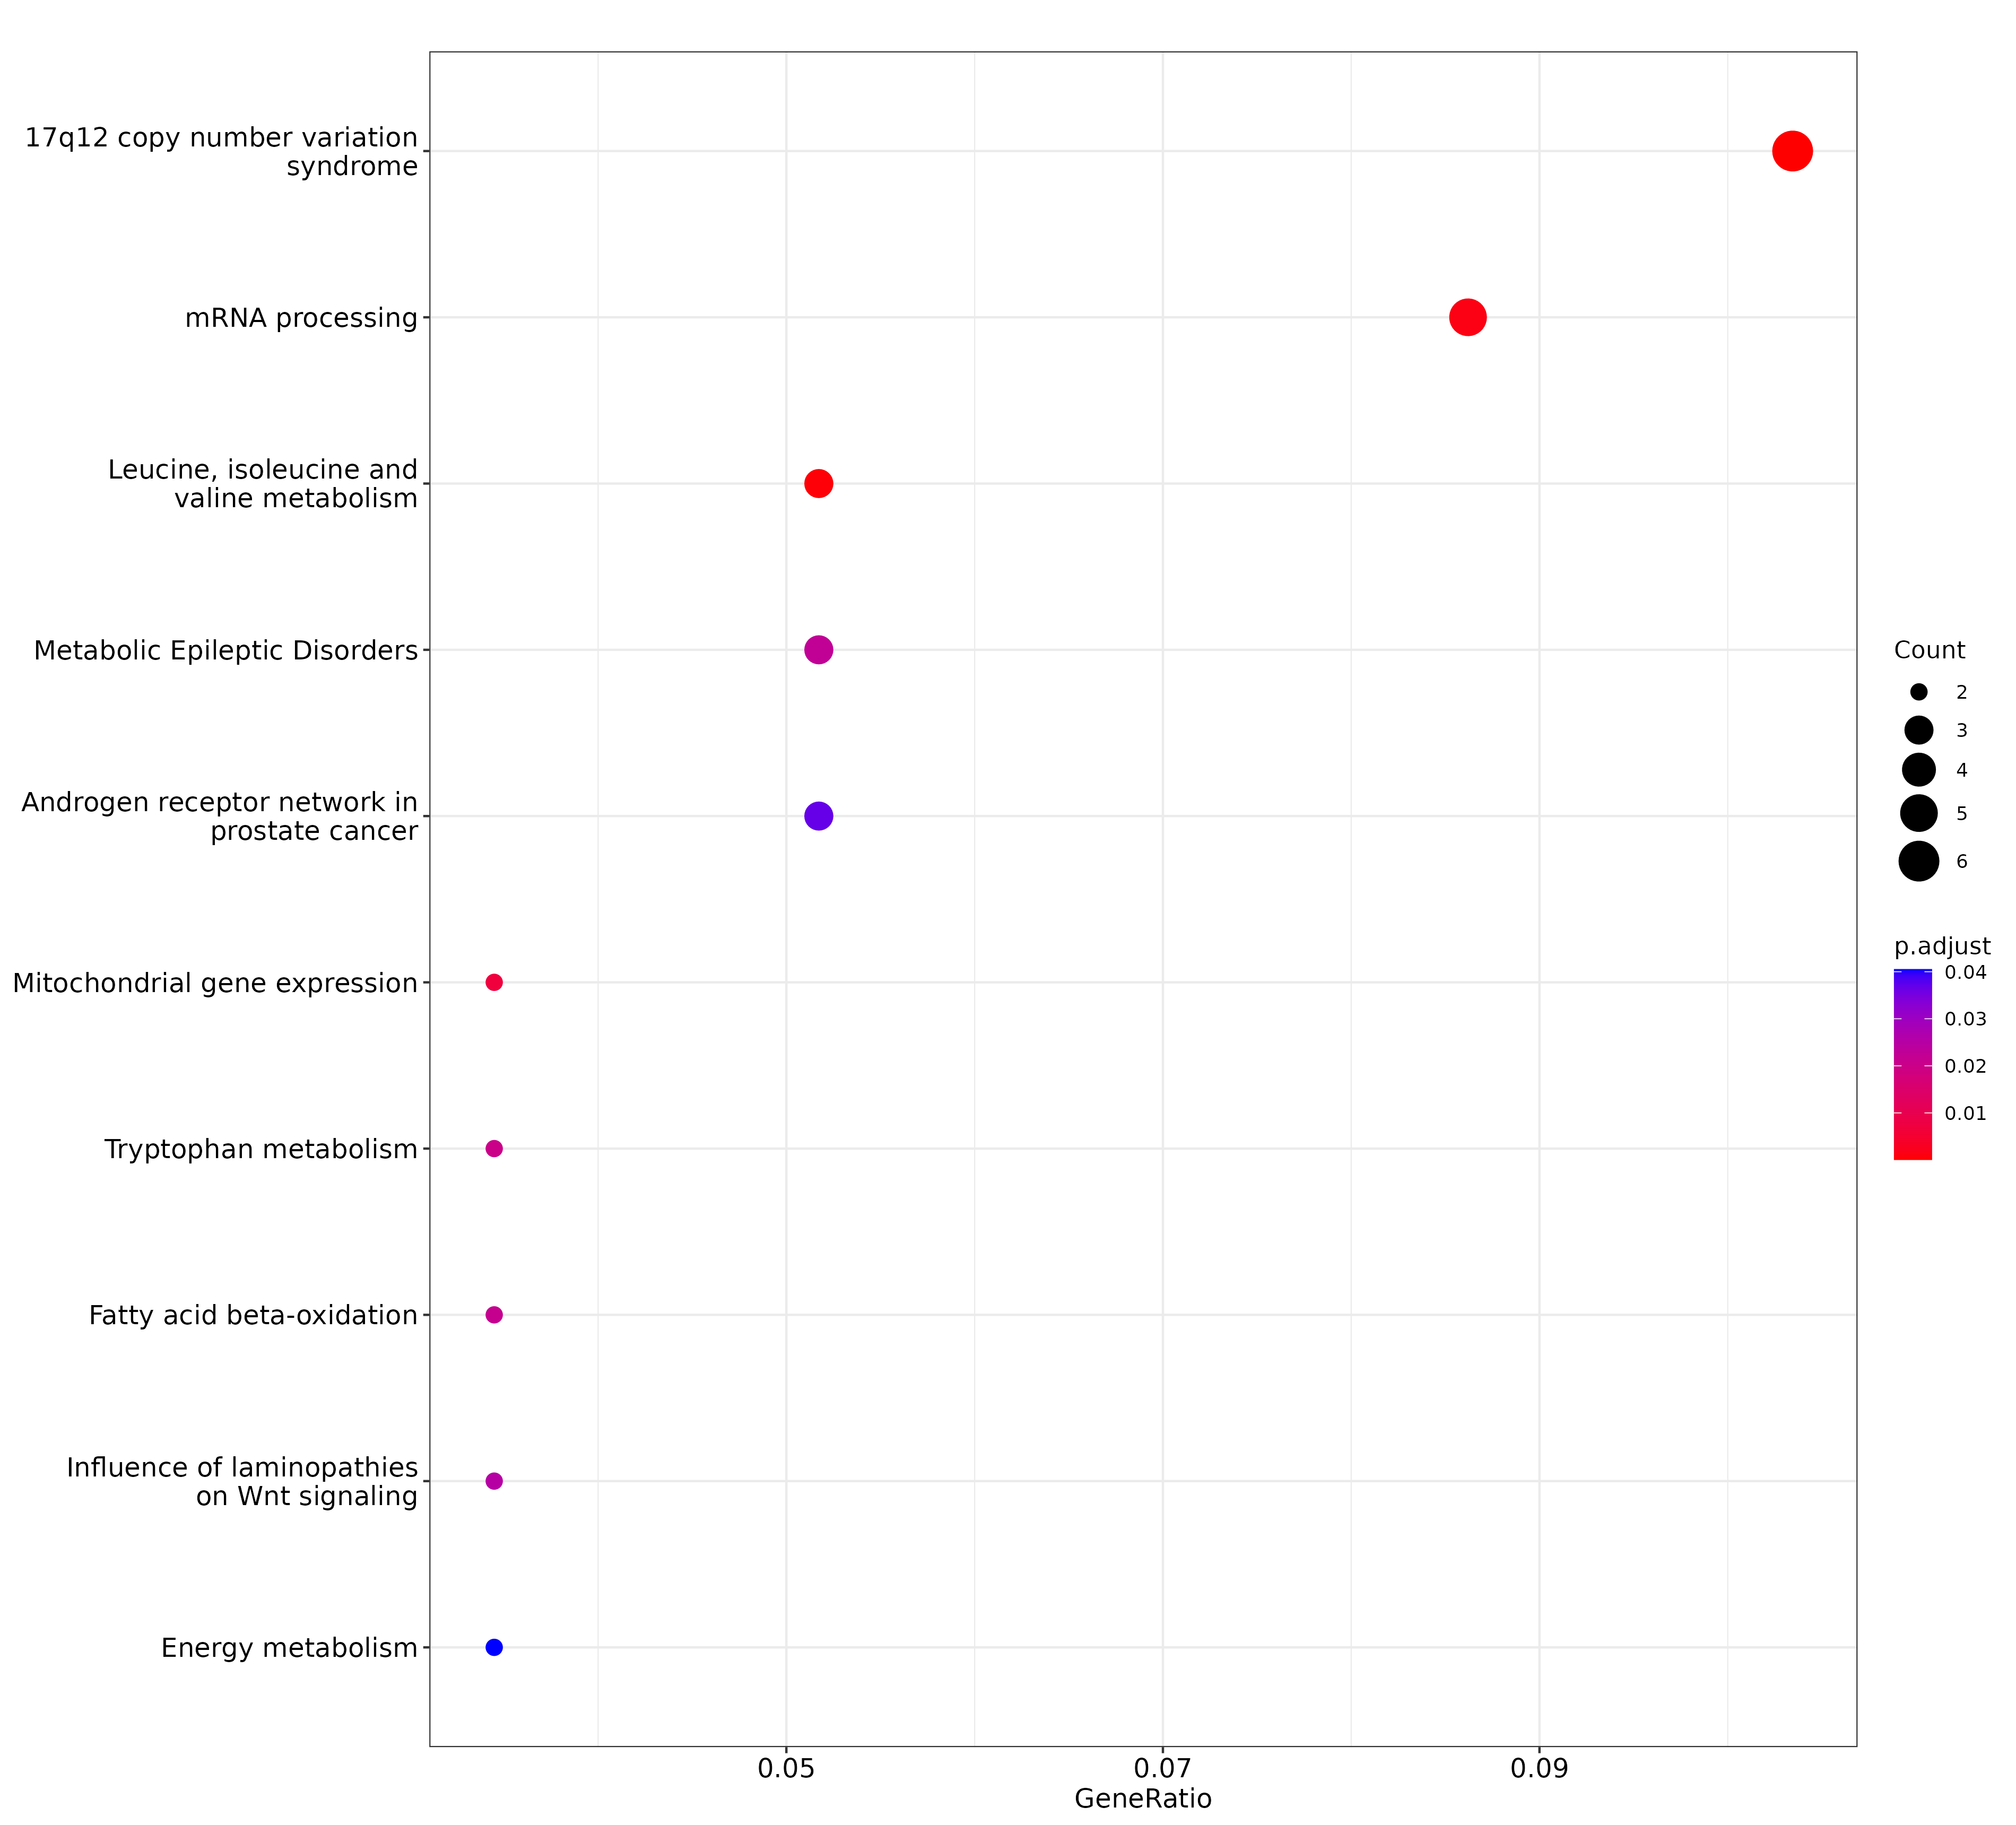 17q12 copy number variation
syndrome
mRNA processing
Leucine, isoleucine and
valine metabolism
Metabolic Epileptic Disorders
Androgen receptor network in
prostate cancer
Mitochondrial gene expression
Tryptophan metabolism
Fatty acid beta-oxidation
Influence of laminopathies
on Wnt signaling
Energy metabolism
0.05
0.07
0.09
GeneRatio
Count
2
3
4
5
6
p.adjust
0.04
0.03
0.02
0.01